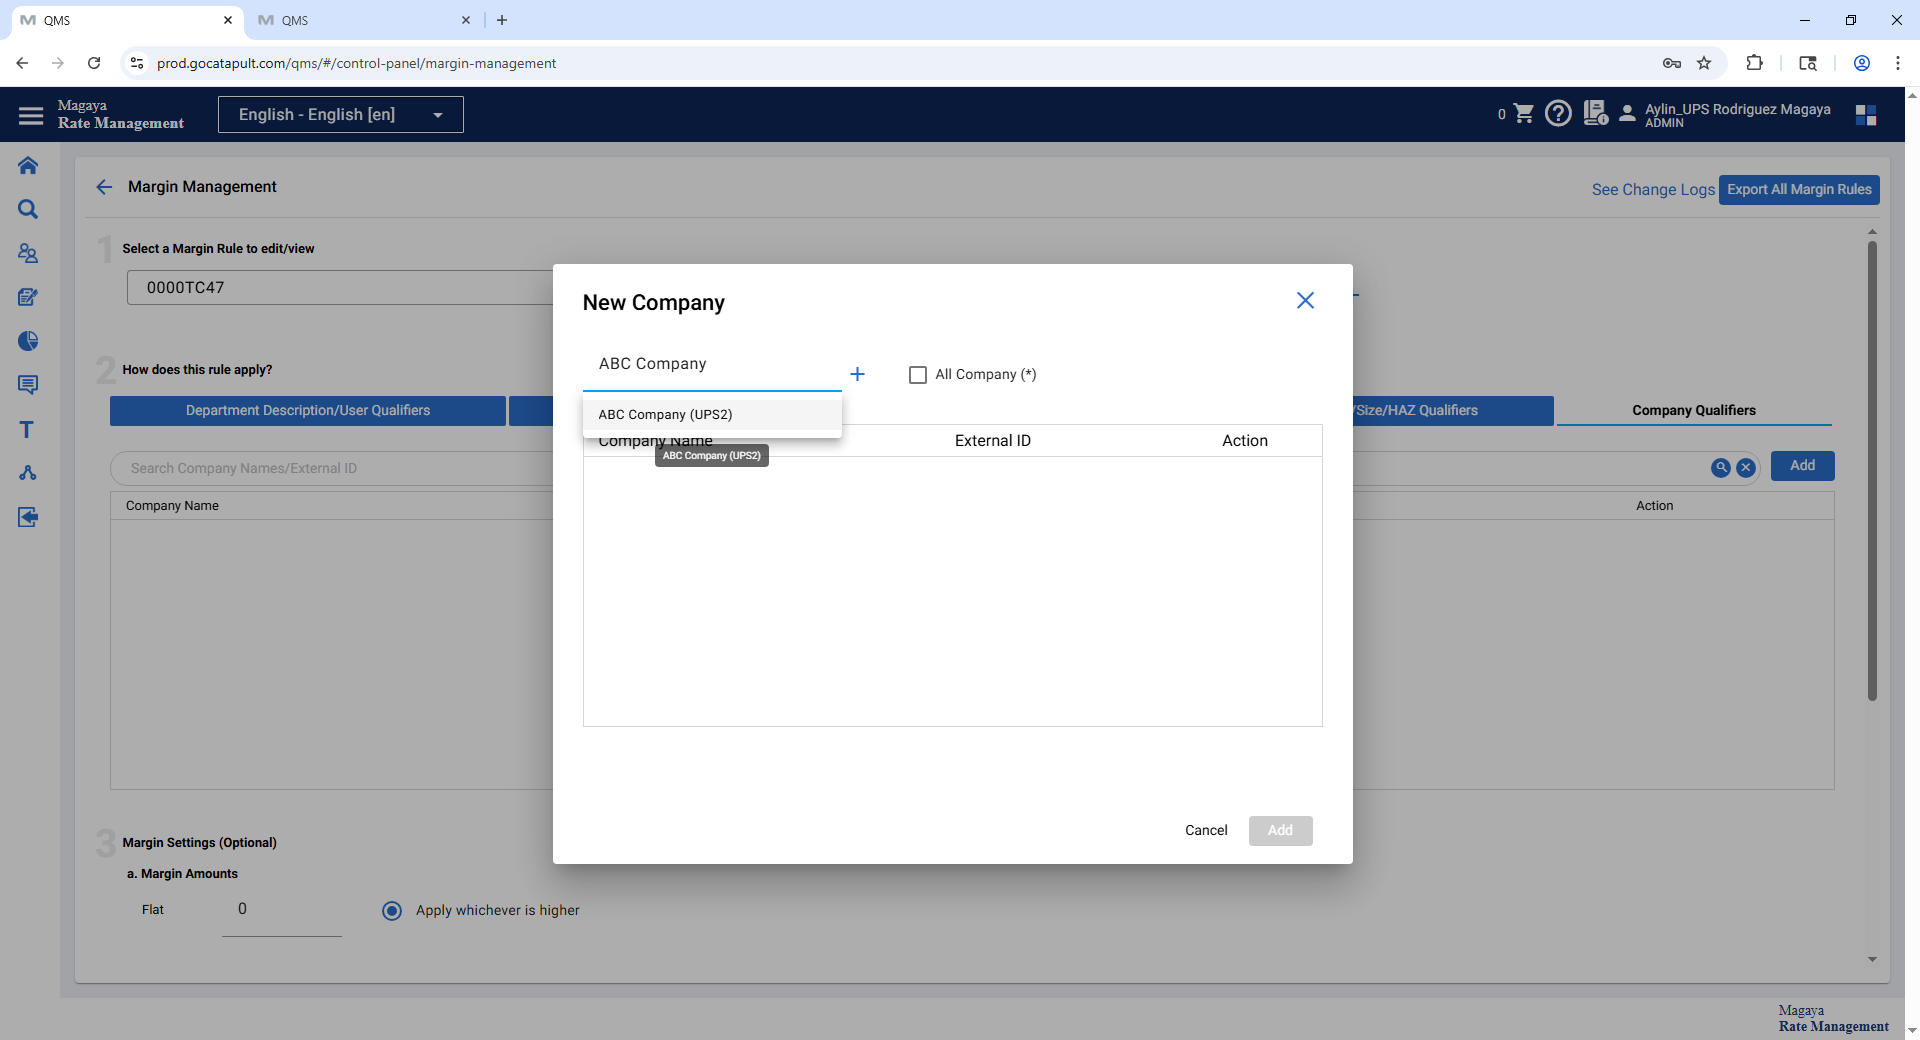 QMS
QMS
prod.gocatapult.com/qms/#/control-panel/margin-management
Magaya
Rate Management
English - English [en]
0
Aylin_UPS Rodriguez Magaya
ADMIN
Margin Management
See Change Logs
Export All Margin Rules
1
Select a Margin Rule to edit/view
0000TC47
2
How does this rule apply?
Department Description/User Qualifiers
/Size/HAZ Qualifiers
Company Qualifiers
Search Company Names/External ID
Add
Company Name
Action
New Company
ABC Company
All Company (*)
ABC Company (UPS2)
Company Name
External ID
Action
ABC Company (UPS2)
Cancel
Add
3
Margin Settings (Optional)
a. Margin Amounts
Flat
0
Apply whichever is higher
Magaya
Rate Management